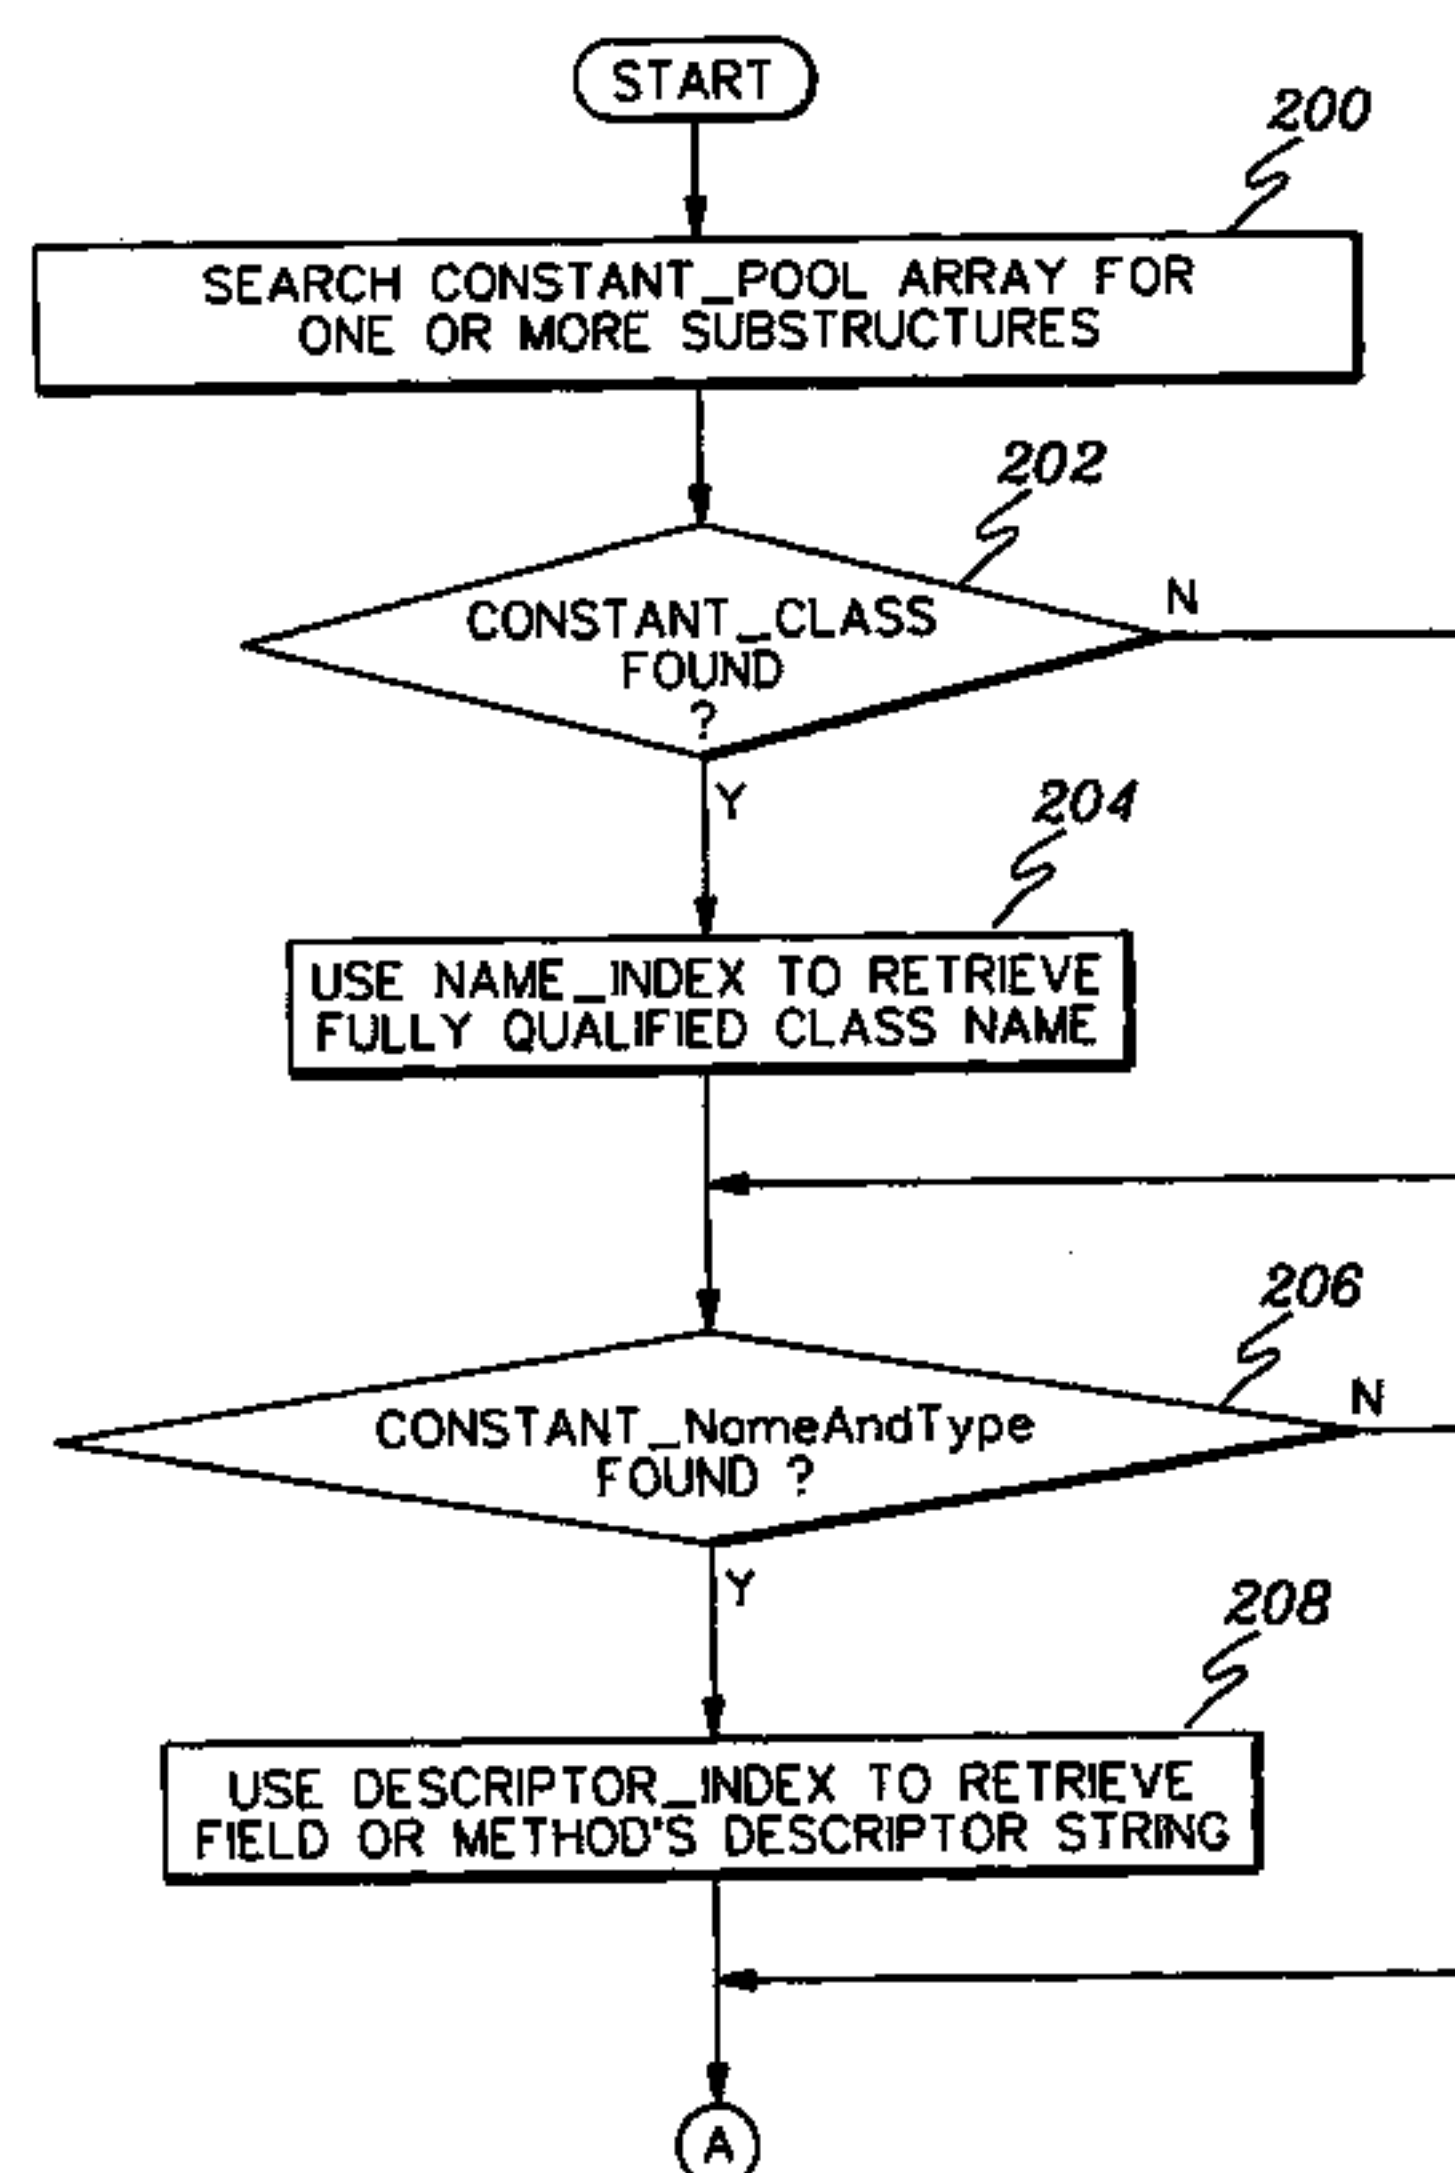 START
200
SEARCH CONSTANT_POOL ARRAY FOR
ONE OR MORE SUBSTRUCTURES
202
CONSTANT_CLASS
FOUND
?
N
Y
204
USE NAME_INDEX TO RETRIEVE
FULLY QUALIFIED CLASS NAME
206
CONSTANT_NameAndType
FOUND ?
N
Y
208
USE DESCRIPTOR_INDEX TO RETRIEVE
FIELD OR METHOD'S DESCRIPTOR STRING
A